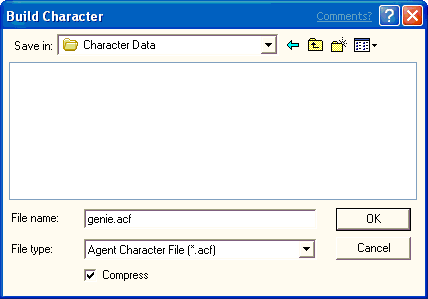 Build Character
Comments?
Save in:
Character Data
File name:
genie.acf
OK
File type:
Agent Character File (*.acf)
Cancel
Compress